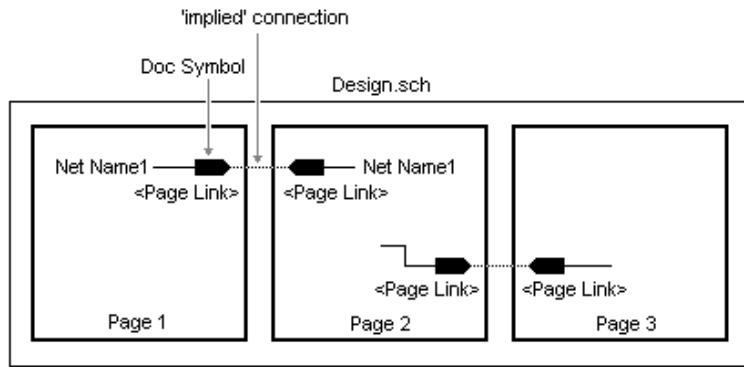 'implied' connection
Doc Symbol
Design.sch
Net Name1
Net Name1
<Page Link>
<Page Link>
<Page Link>
<Page Link>
Page 1
Page 2
Page 3